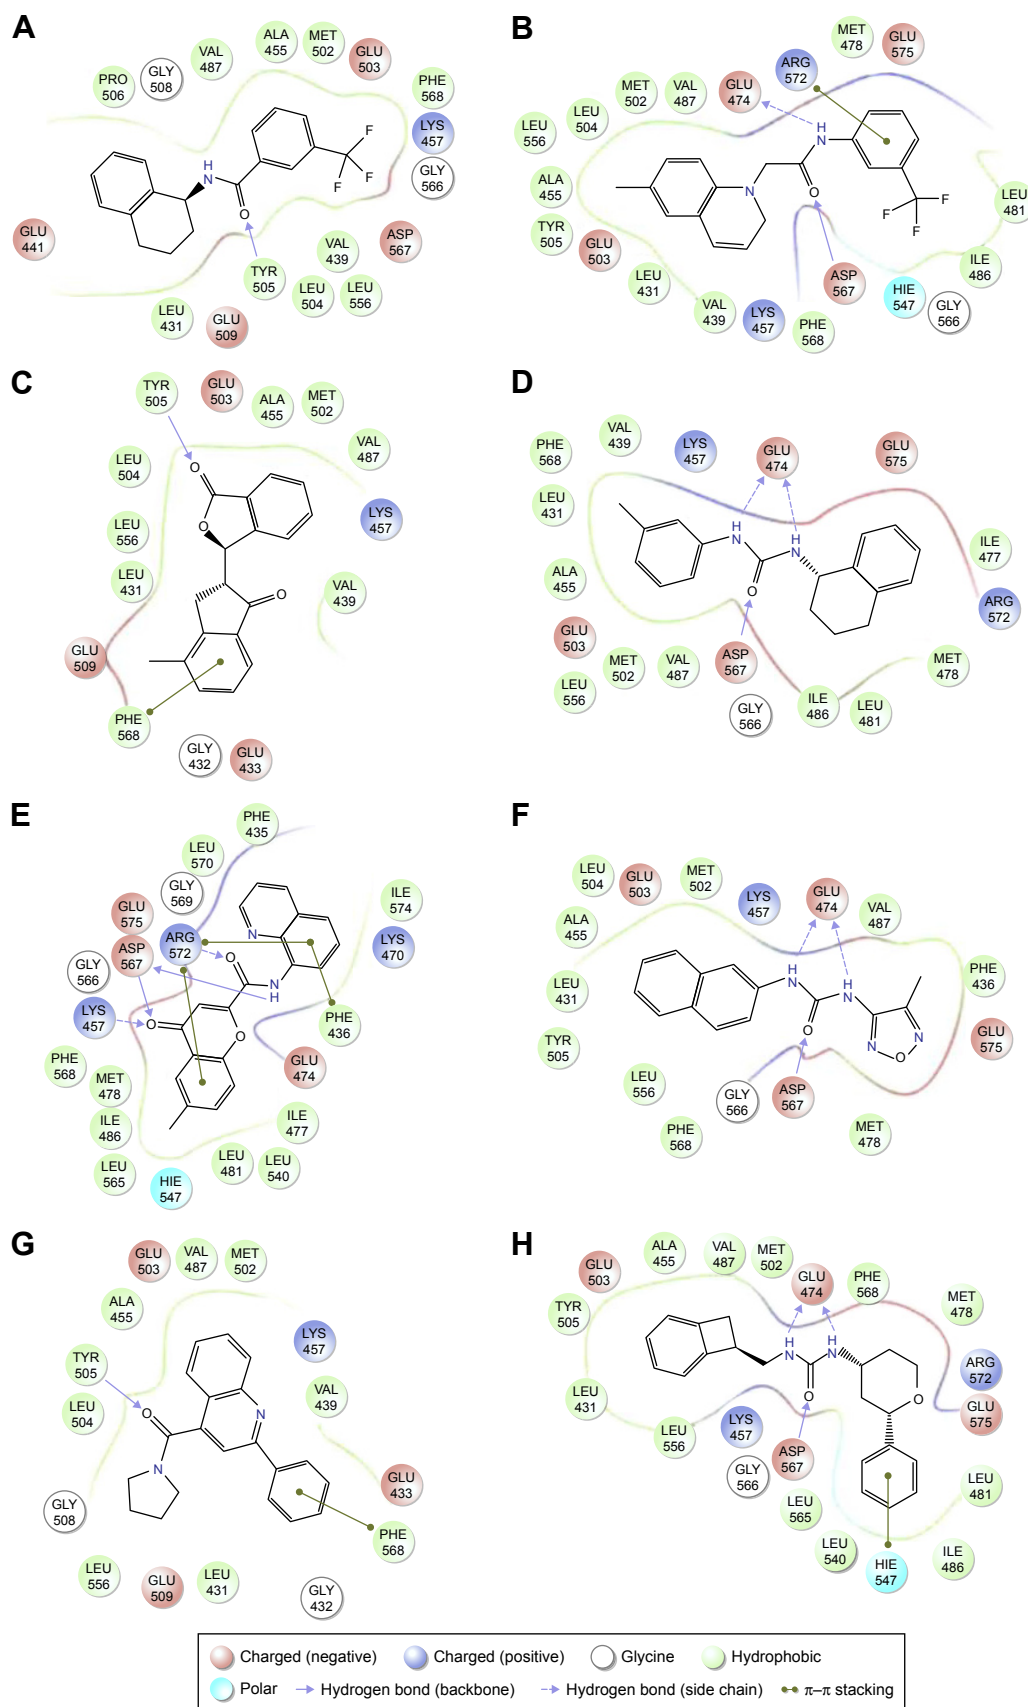 A
ALA
455
MET
502
GLU
503
VAL
487
GLY
508
PRO
506
PHE
568
LYS
457
GLY
566
F
F
F
H
N
O
GLU
441
TYR
505
VAL
439
ASP
567
LEU
504
LEU
556
LEU
431
GLU
509
B
MET
478
GLU
575
ARG
572
GLU
474
VAL
487
MET
502
LEU
504
LEU
556
ALA
455
TYR
505
GLU
503
LEU
431
VAL
439
LYS
457
PHE
568
ASP
567
HIE
547
GLY
566
ILE
486
LEU
481
H
N
N
O
F
F
F
C
TYR
505
GLU
503
ALA
455
MET
502
VAL
487
LYS
457
LEU
504
LEU
556
LEU
431
VAL
439
GLU
509
PHE
568
GLY
432
GLU
433
O
O
O
D
VAL
439
PHE
568
LYS
457
GLU
474
GLU
575
LEU
431
ILE
477
ALA
455
ARG
572
GLU
503
MET
502
VAL
487
ASP
567
MET
478
LEU
556
GLY
566
ILE
486
LEU
481
H
N
H
N
O
E
PHE
435
LEU
570
GLY
569
ILE
574
GLU
575
ARG
572
LYS
470
ASP
567
GLY
566
LYS
457
PHE
436
PHE
568
GLU
474
MET
478
ILE
486
ILE
477
LEU
565
HIE
547
LEU
481
LEU
540
N
O
N
H
O
O
F
LEU
504
GLU
503
MET
502
LYS
457
GLU
474
VAL
487
ALA
455
PHE
436
LEU
431
GLU
575
TYR
505
LEU
556
GLY
566
ASP
567
PHE
568
MET
478
H
N
H
N
O
N
N
O
G
GLU
503
VAL
487
MET
502
ALA
455
LYS
457
TYR
505
VAL
439
LEU
504
GLU
433
GLY
508
PHE
568
LEU
556
GLU
509
LEU
431
GLY
432
O
N
N
H
ALA
455
VAL
487
MET
502
GLU
503
GLU
474
PHE
568
MET
478
TYR
505
ARG
572
LEU
431
GLU
575
LEU
556
LYS
457
ASP
567
GLY
566
LEU
481
LEU
565
LEU
540
HIE
547
ILE
486
H
N
H
N
O
O
Charged (negative) Charged (positive) Glycine Hydrophobic
Polar Hydrogen bond (backbone) Hydrogen bond (side chain) π–π stacking